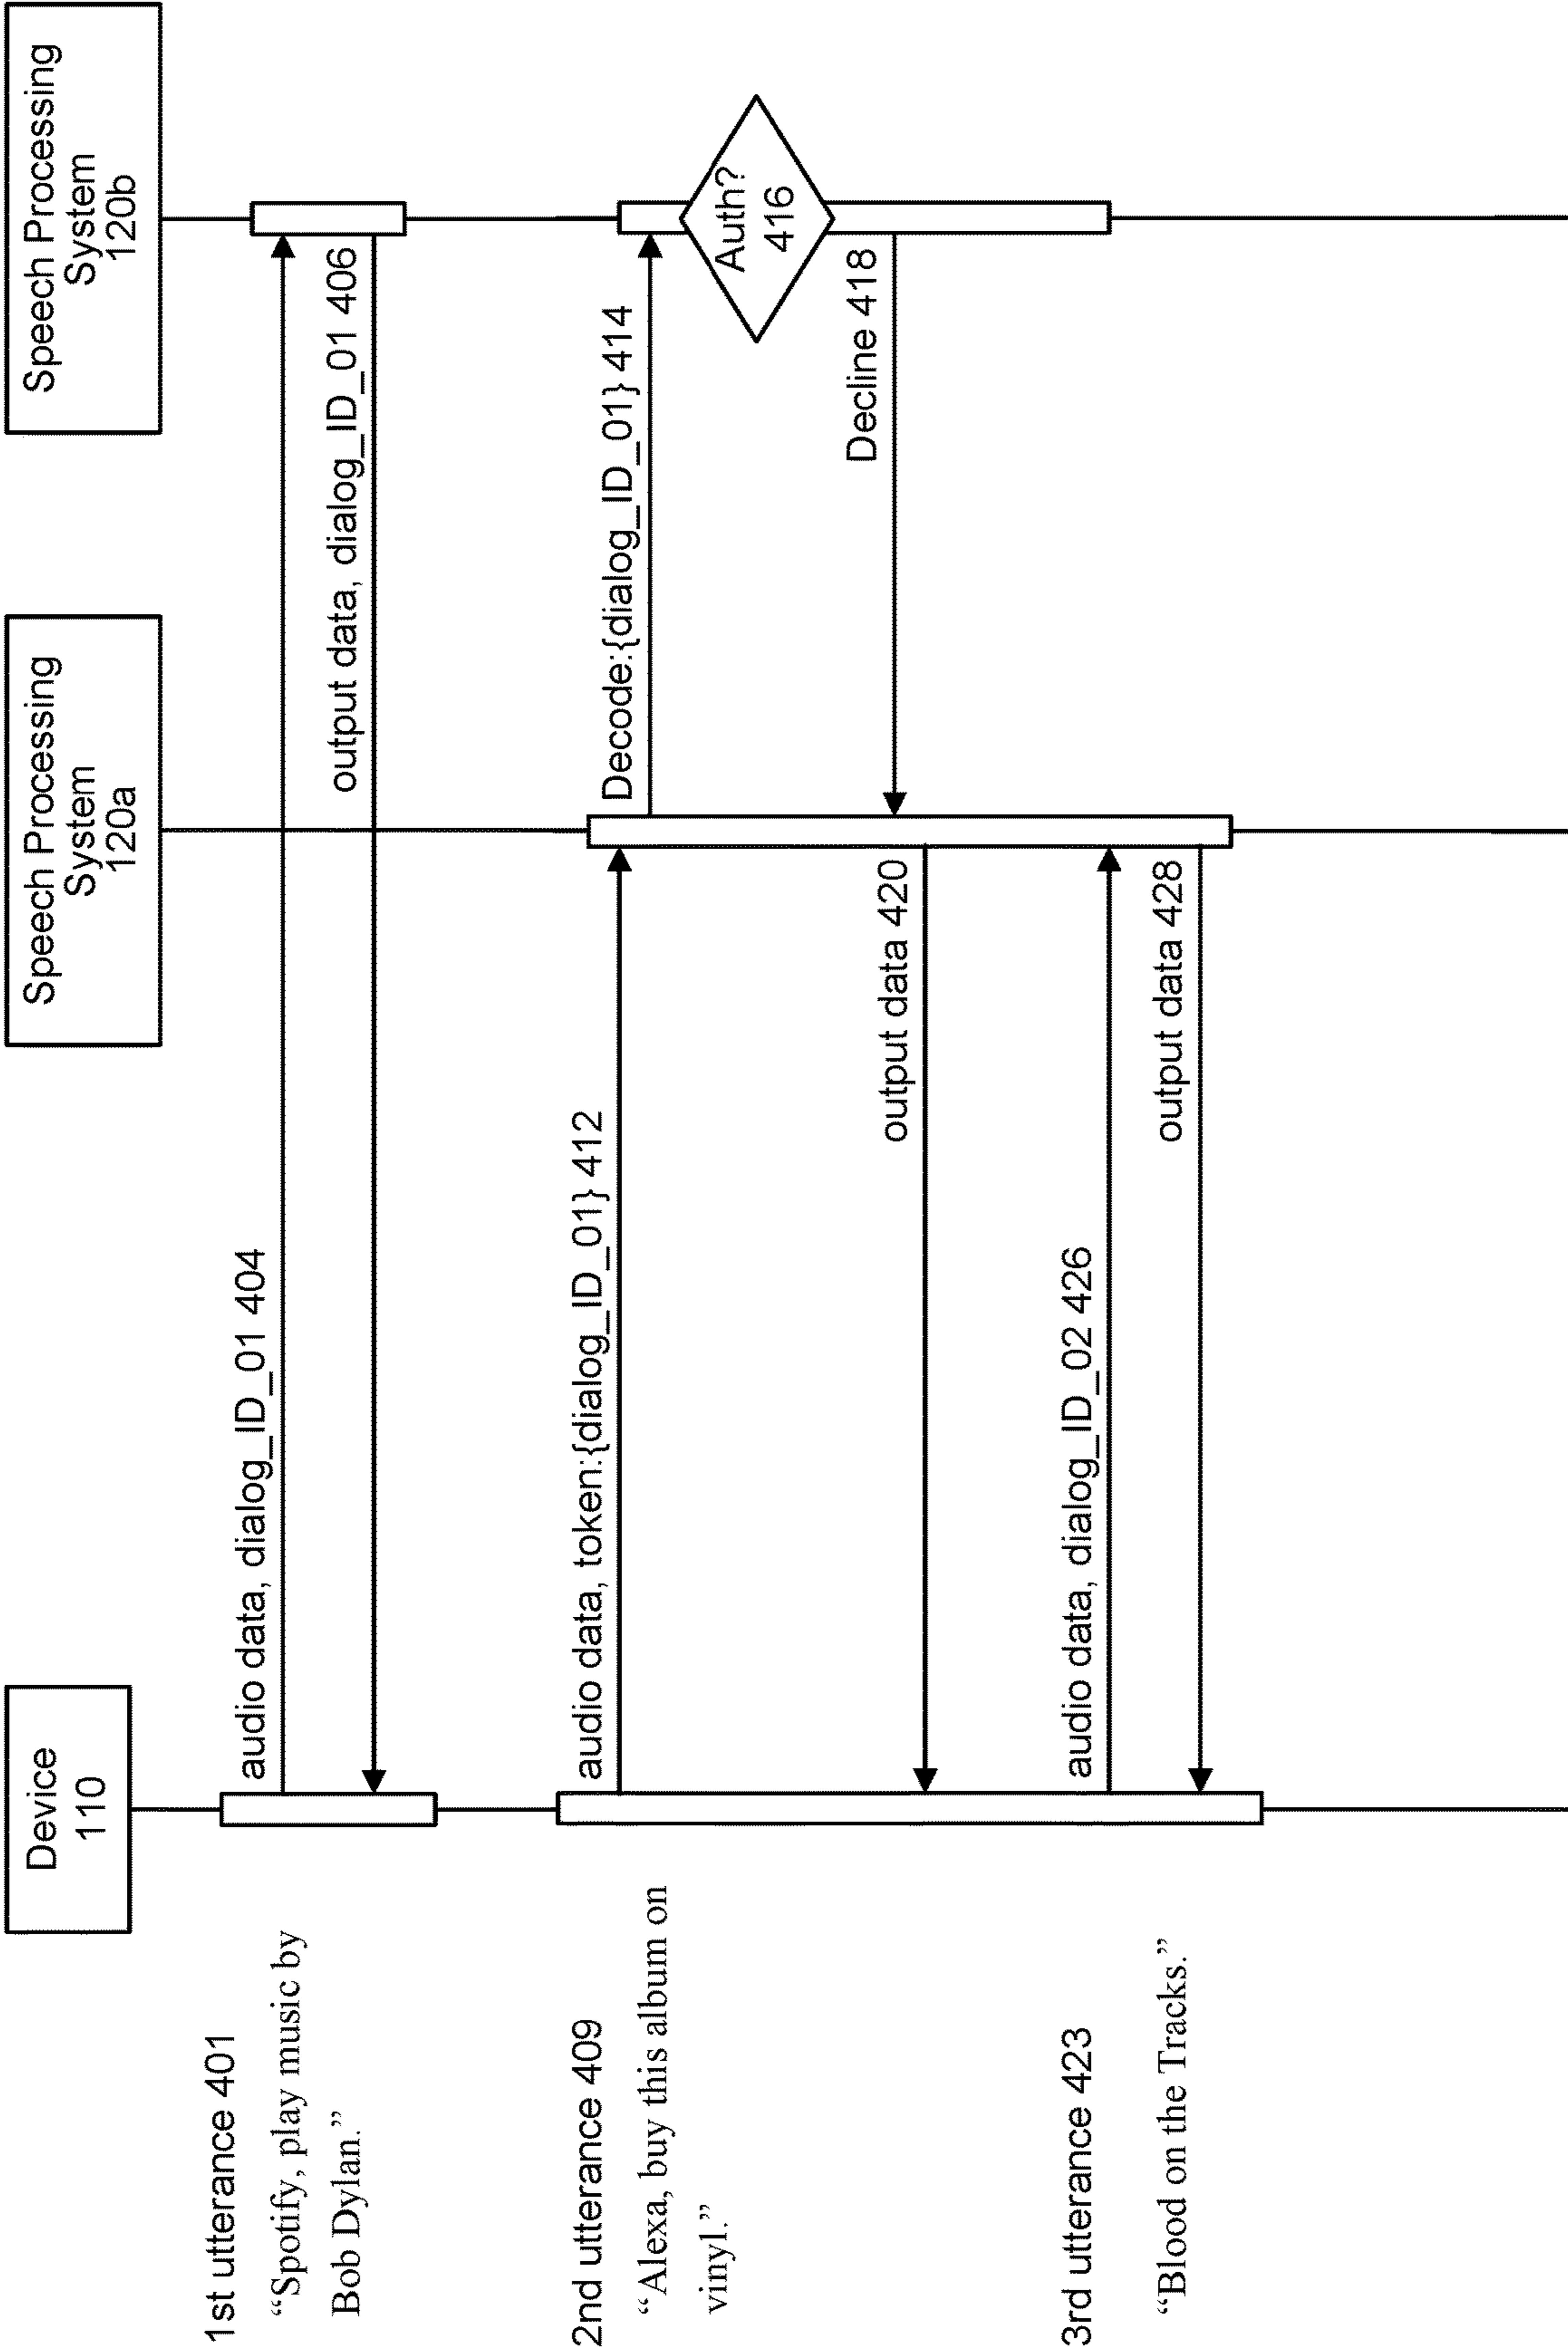 Device
110
Speech Processing
System
120a
Speech Processing
System
120b
1st utterance 401
“Spotify, play music by
Bob Dylan.”
audio data, dialog_ID_01 404
output data, dialog_ID_01 406
2nd utterance 409
“Alexa, buy this album on
vinyl.”
audio data, token:{dialog_ID_01} 412
Decode:{dialog_ID_01} 414
Auth?
416
Decline 418
output data 420
3rd utterance 423
“Blood on the Tracks.”
audio data, dialog_ID_02 426
output data 428